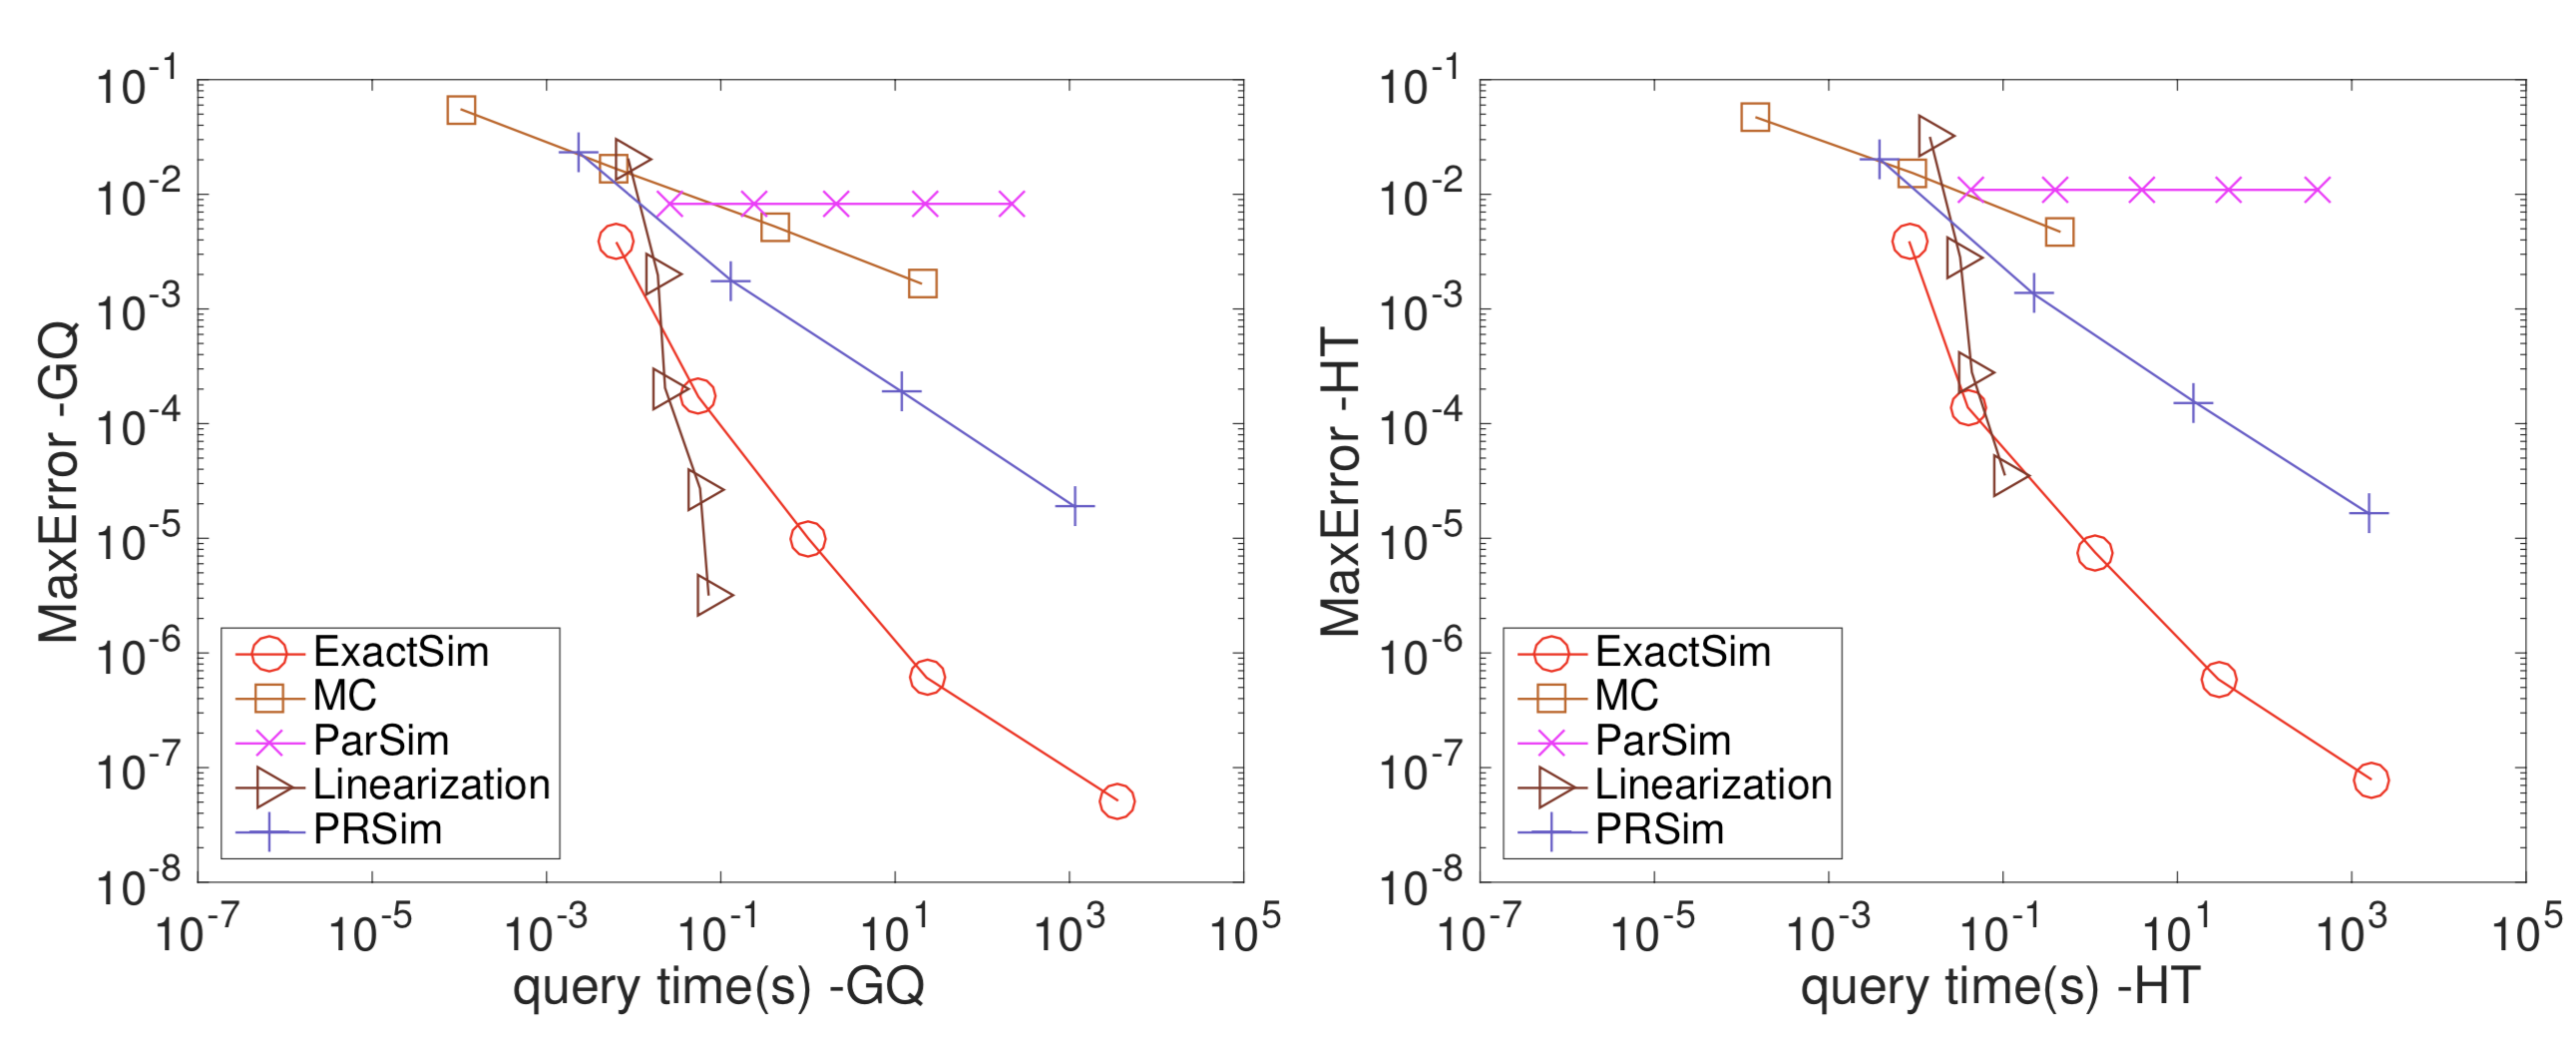 MaxError -GQ
10^-1
10^-2
10^-3
10^-4
10^-5
10^-6
10^-7
10^-8
ExactSim
MC
ParSim
Linearization
PRSim
10^-7 10^-5 10^-3 10^-1 10^1 10^3 10^5
query time(s) -GQ
MaxError -HT
10^-1
10^-2
10^-3
10^-4
10^-5
10^-6
10^-7
10^-8
ExactSim
MC
ParSim
Linearization
PRSim
10^-7 10^-5 10^-3 10^-1 10^1 10^3 10^5
query time(s) -HT